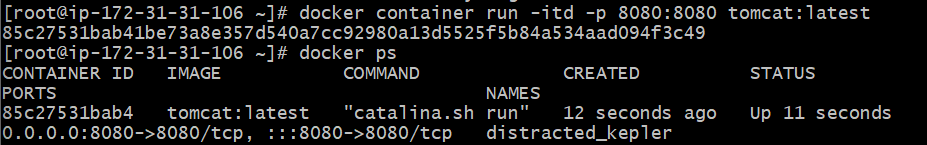 [root@ip-172-31-31-106 ~]# docker container run -itd -p 8080:8080 tomcat:latest
85c27531bab41be73a8e357d540a7cc92980a13d5525f5b84a534aad094f3c49
[root@ip-172-31-31-106 ~]# docker ps
CONTAINER ID   IMAGE           COMMAND             CREATED          STATUS
PORTS                                       NAMES
85c27531bab4   tomcat:latest   "catalina.sh run"   12 seconds ago   Up 11 seconds
0.0.0.0:8080->8080/tcp, :::8080->8080/tcp   distracted_kepler